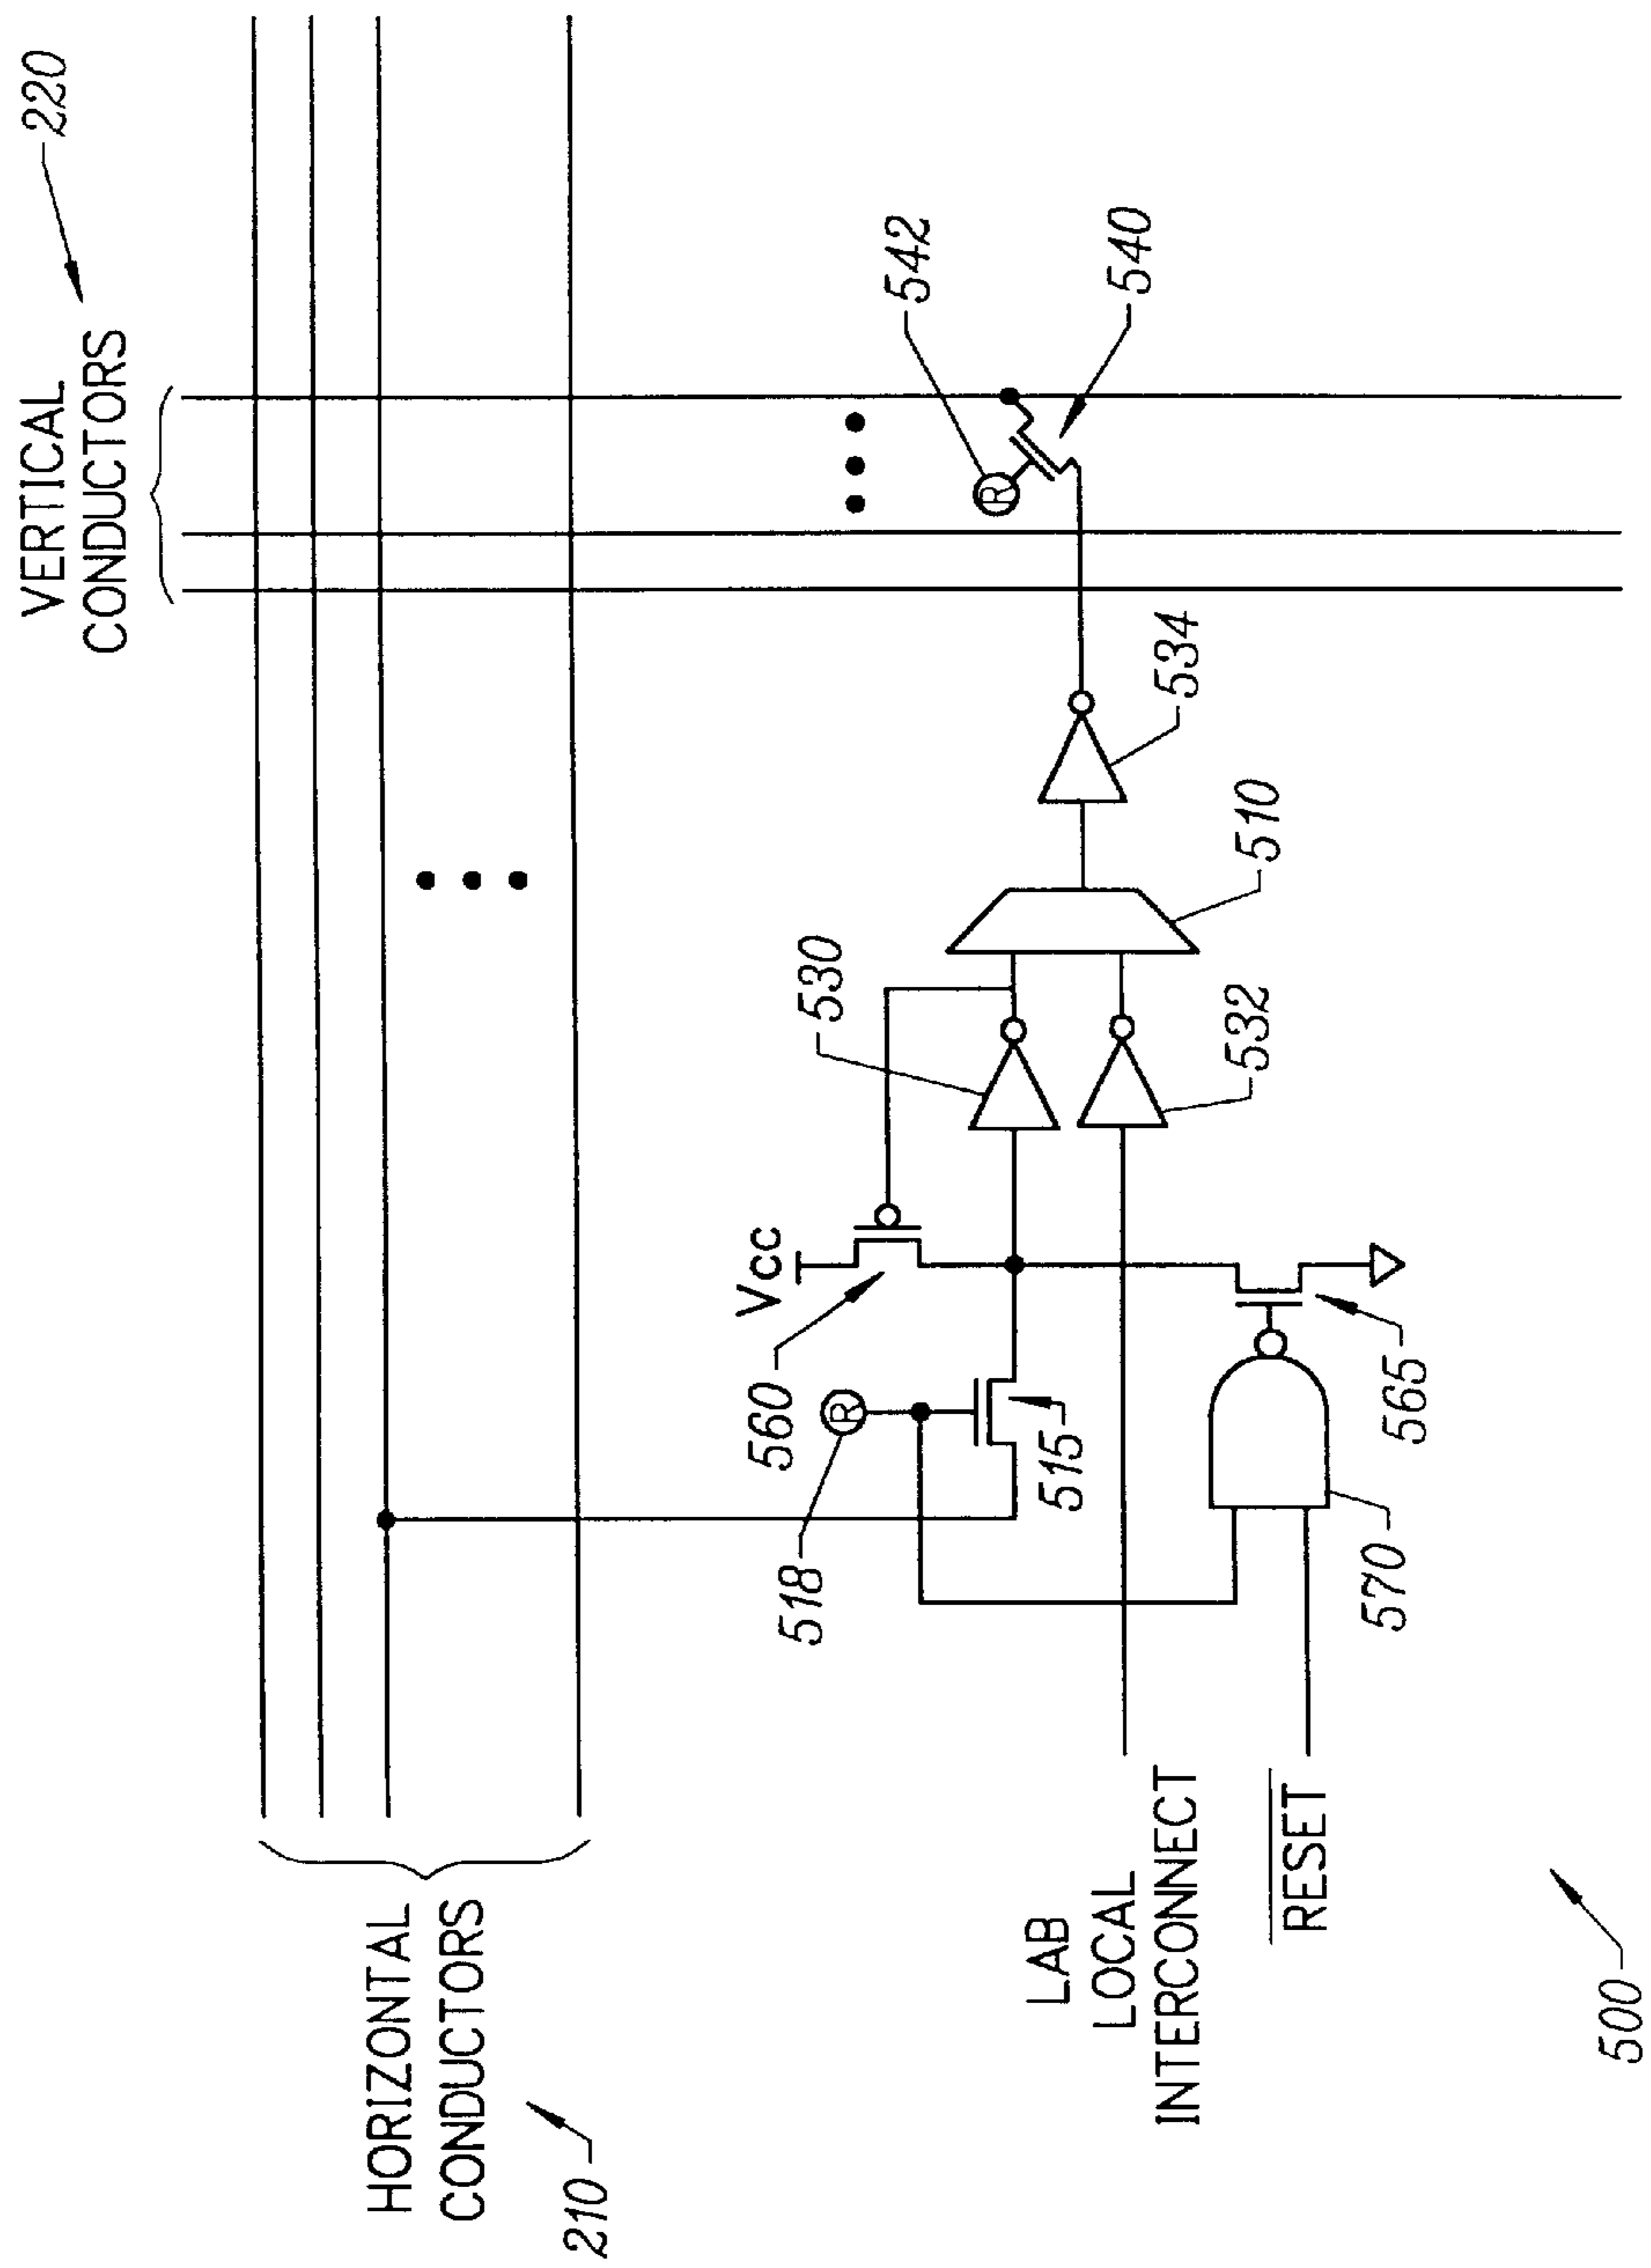 VERTICAL
CONDUCTORS
220
HORIZONTAL
CONDUCTORS
210
542
540
Vcc
560
530
R
R
518
515
534
510
532
LAB
LOCAL
INTERCONNECT
RESET
565
570
500